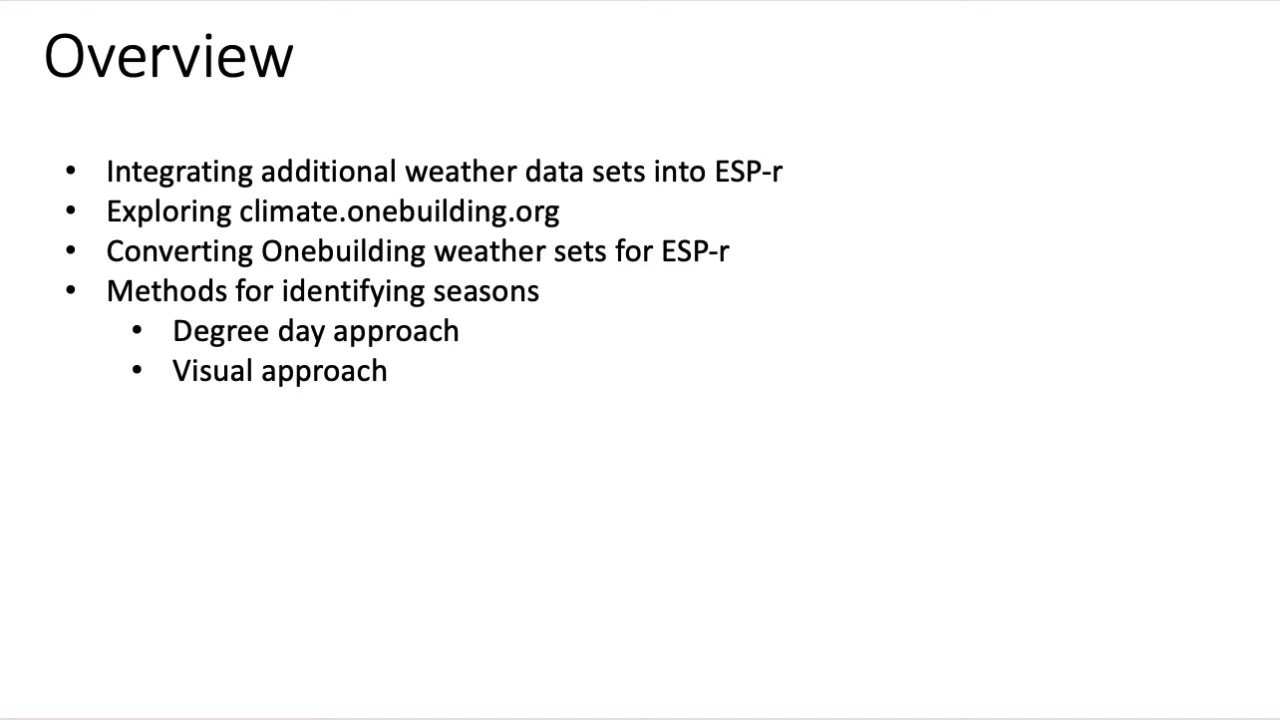 Overview
• Integrating additional weather data sets into ESP-r
• Exploring climate.onebuilding.org
• Converting Onebuilding weather sets for ESP-r
• Methods for identifying seasons
• Degree day approach
• Visual approach